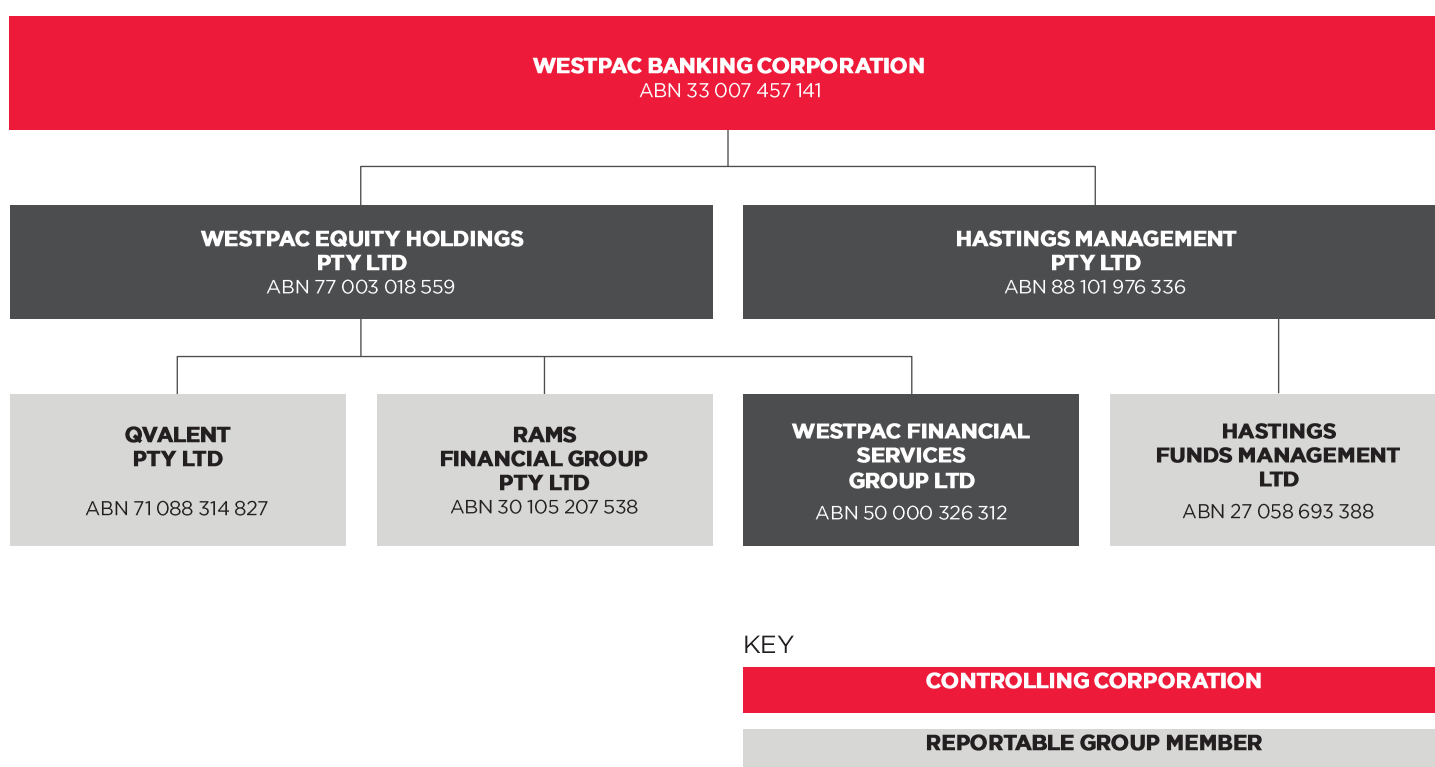 WESTPAC BANKING CORPORATION
ABN 33 007 457 141
WESTPAC EQUITY HOLDINGS
PTY LTD
ABN 77 003 018 559
HASTINGS MANAGEMENT
PTY LTD
ABN 88 101 976 336
QVALENT
PTY LTD
ABN 71 088 314 827
RAMS
FINANCIAL GROUP
PTY LTD
ABN 30 105 207 538
WESTPAC FINANCIAL
SERVICES
GROUP LTD
ABN 50 000 326 312
HASTINGS
FUNDS MANAGEMENT
LTD
ABN 27 058 693 388
KEY
CONTROLLING CORPORATION
REPORTABLE GROUP MEMBER